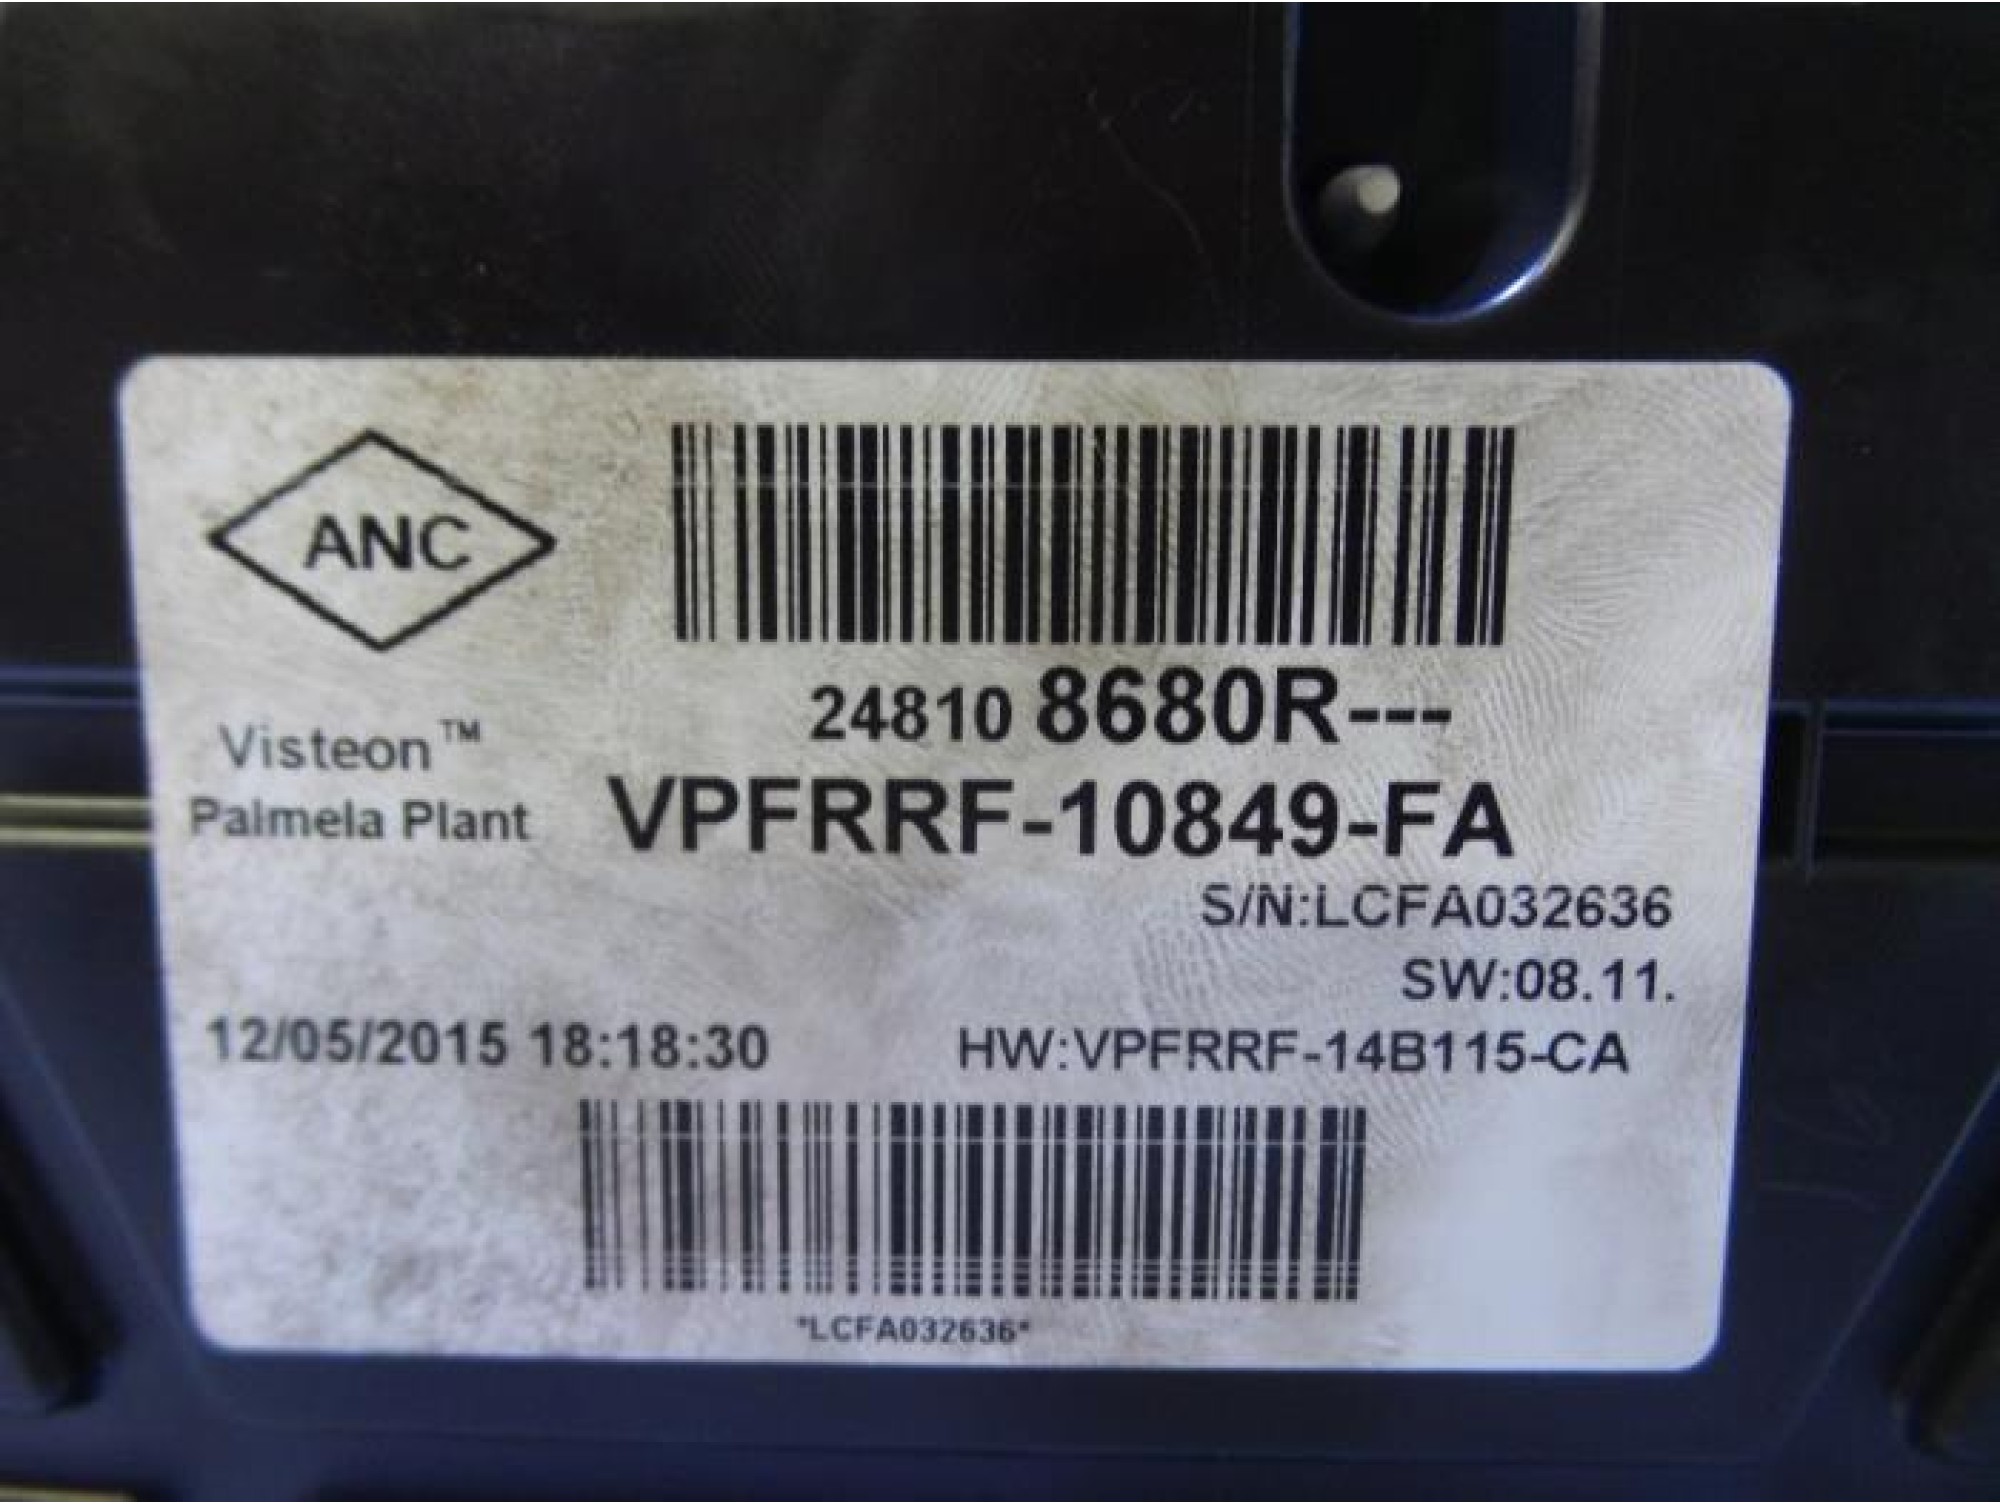 ANC
24810 8680R---
Visteon™
Palmela Plant
VPFRRF-10849-FA
S/N:LCFA032636
SW:08.11.
12/05/2015 18:18:30
HW:VPFRRF-14B115-CA
*LCFA032636*